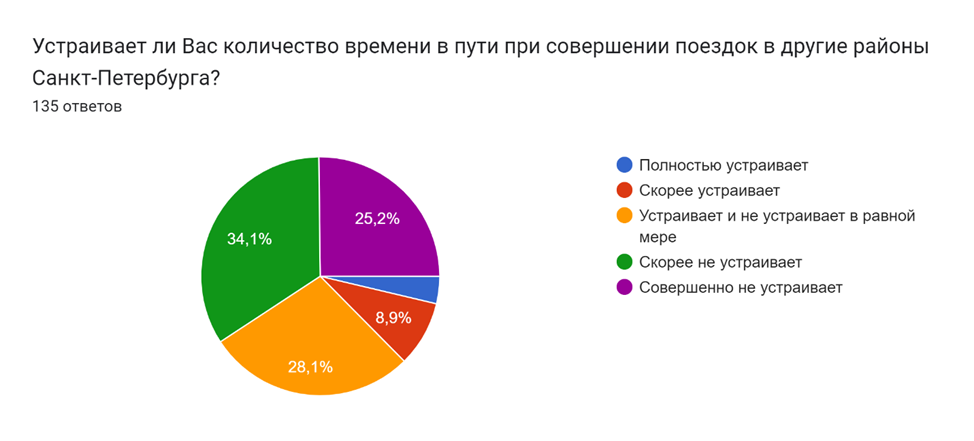 Устраивает ли Вас количество времени в пути при совершении поездок в другие районы
Санкт-Петербурга?
135 ответов
25,2%
34,1%
8,9%
28,1%
Полностью устраивает
Скорее устраивает
Устраивает и не устраивает в равной
мере
Скорее не устраивает
Совершенно не устраивает